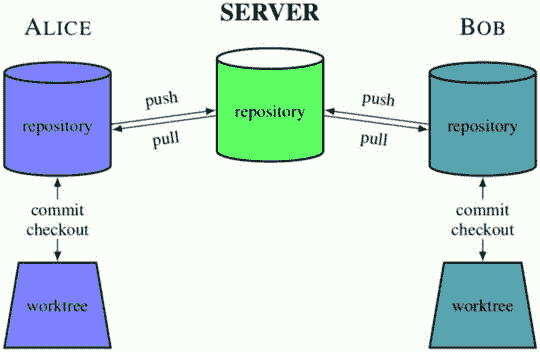 ALICE
SERVER
BOB
repository
push
pull
repository
push
pull
repository
commit
checkout
commit
checkout
worktree
worktree